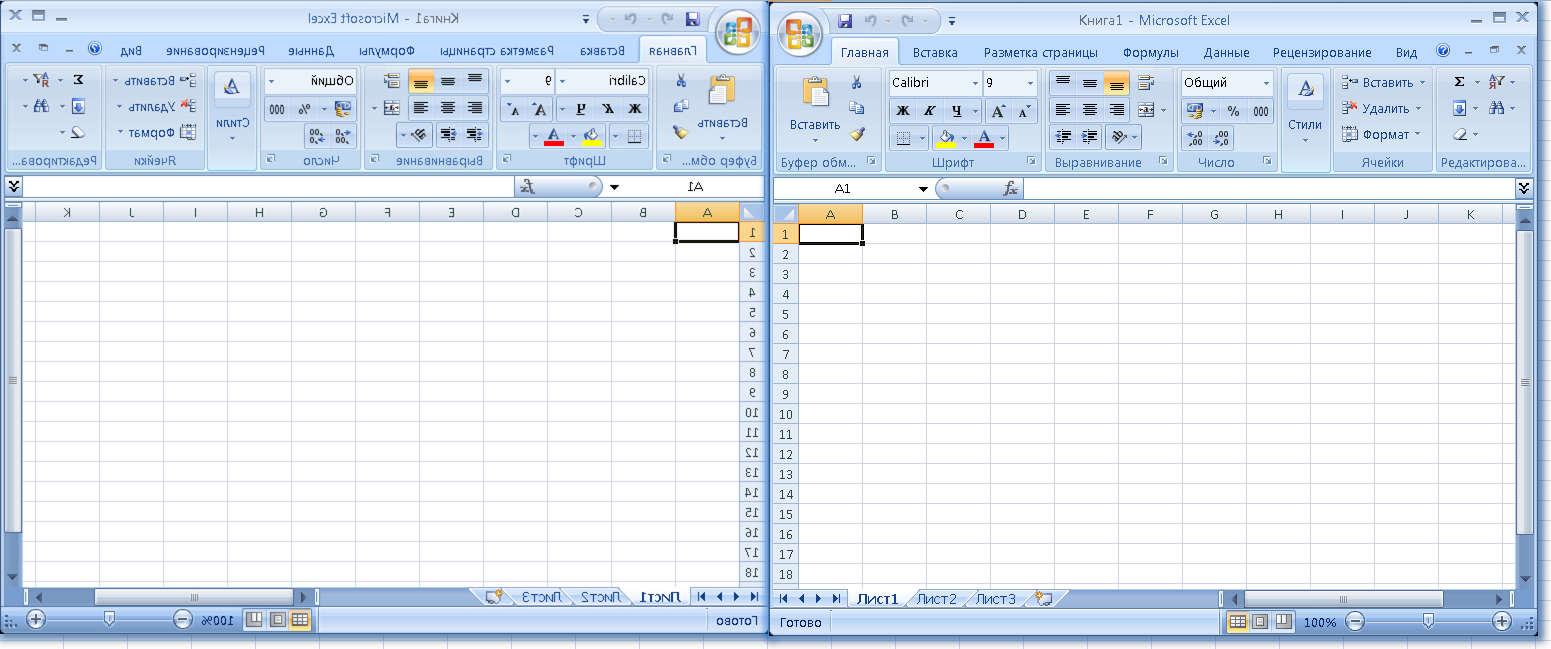 Книга1 - Microsoft Excel
Главная Вставка Разметка страницы Формулы Данные Рецензирование Вид
Calibri 9 Общий Σ
Вставить Ж К Ч А А % 000 Стили Вставить Удалить Формат
Буфер обм... Шрифт Выравнивание Число Ячейки Редактирова...
A1 fx
A B C D E F G H I J K
1
2
3
4
5
6
7
8
9
10
11
12
13
14
15
16
17
18
Лист1 Лист2 Лист3
Готово 100%
Книга1 - Microsoft Excel
Главная Вставка Разметка страницы Формулы Данные Рецензирование Вид
Calibri 9 Общий Σ
Вставить Ж К Ч А А % 000 Стили Вставить Удалить Формат
Буфер обм... Шрифт Выравнивание Число Ячейки Редактирова...
A1 fx
A B C D E F G H I J K
1
2
3
4
5
6
7
8
9
10
11
12
13
14
15
16
17
18
Лист1 Лист2 Лист3
Готово 100%